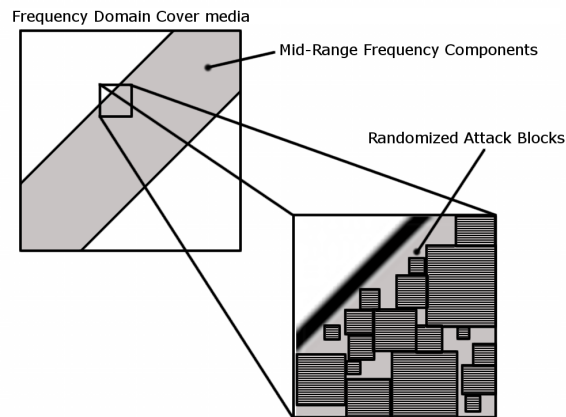 Frequency Domain Cover media
Mid-Range Frequency Components
Randomized Attack Blocks